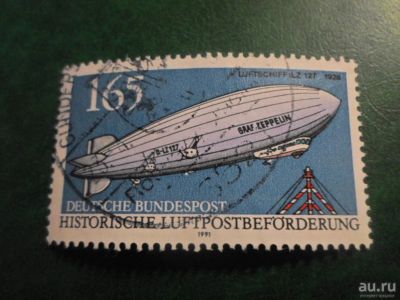 LUFTSCHIFF LZ 127 1928
165
GRAF ZEPPELIN
D-LZ 127
DEUTSCHE BUNDESPOST
HISTORISCHE LUFTPOSTBEFÖRDERUNG
1991
au.ru